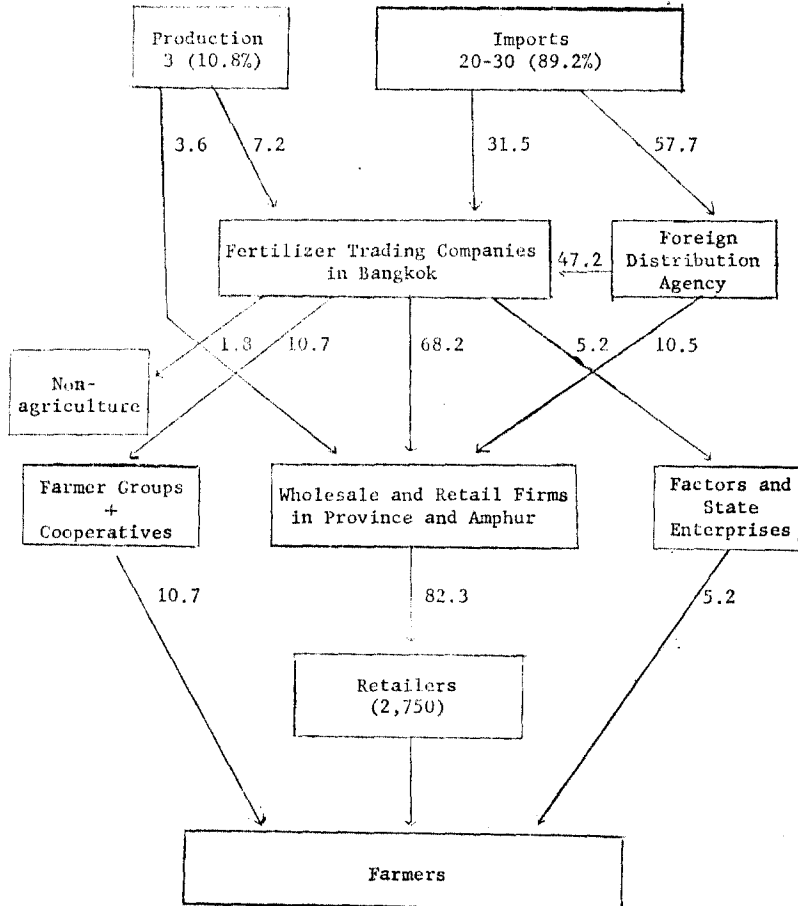 Production
3 (10.8%)
Imports
20-30 (89.2%)
3.6
7.2
31.5
57.7
Fertilizer Trading Companies
in Bangkok
47.2
Foreign
Distribution
Agency
1.8
10.7
68.2
5.2
10.5
Non-
agriculture
Farmer Groups
+
Cooperatives
Wholesale and Retail Firms
in Province and Amphur
Factors and
State
Enterprises
10.7
82.3
5.2
Retailers
(2,750)
Farmers